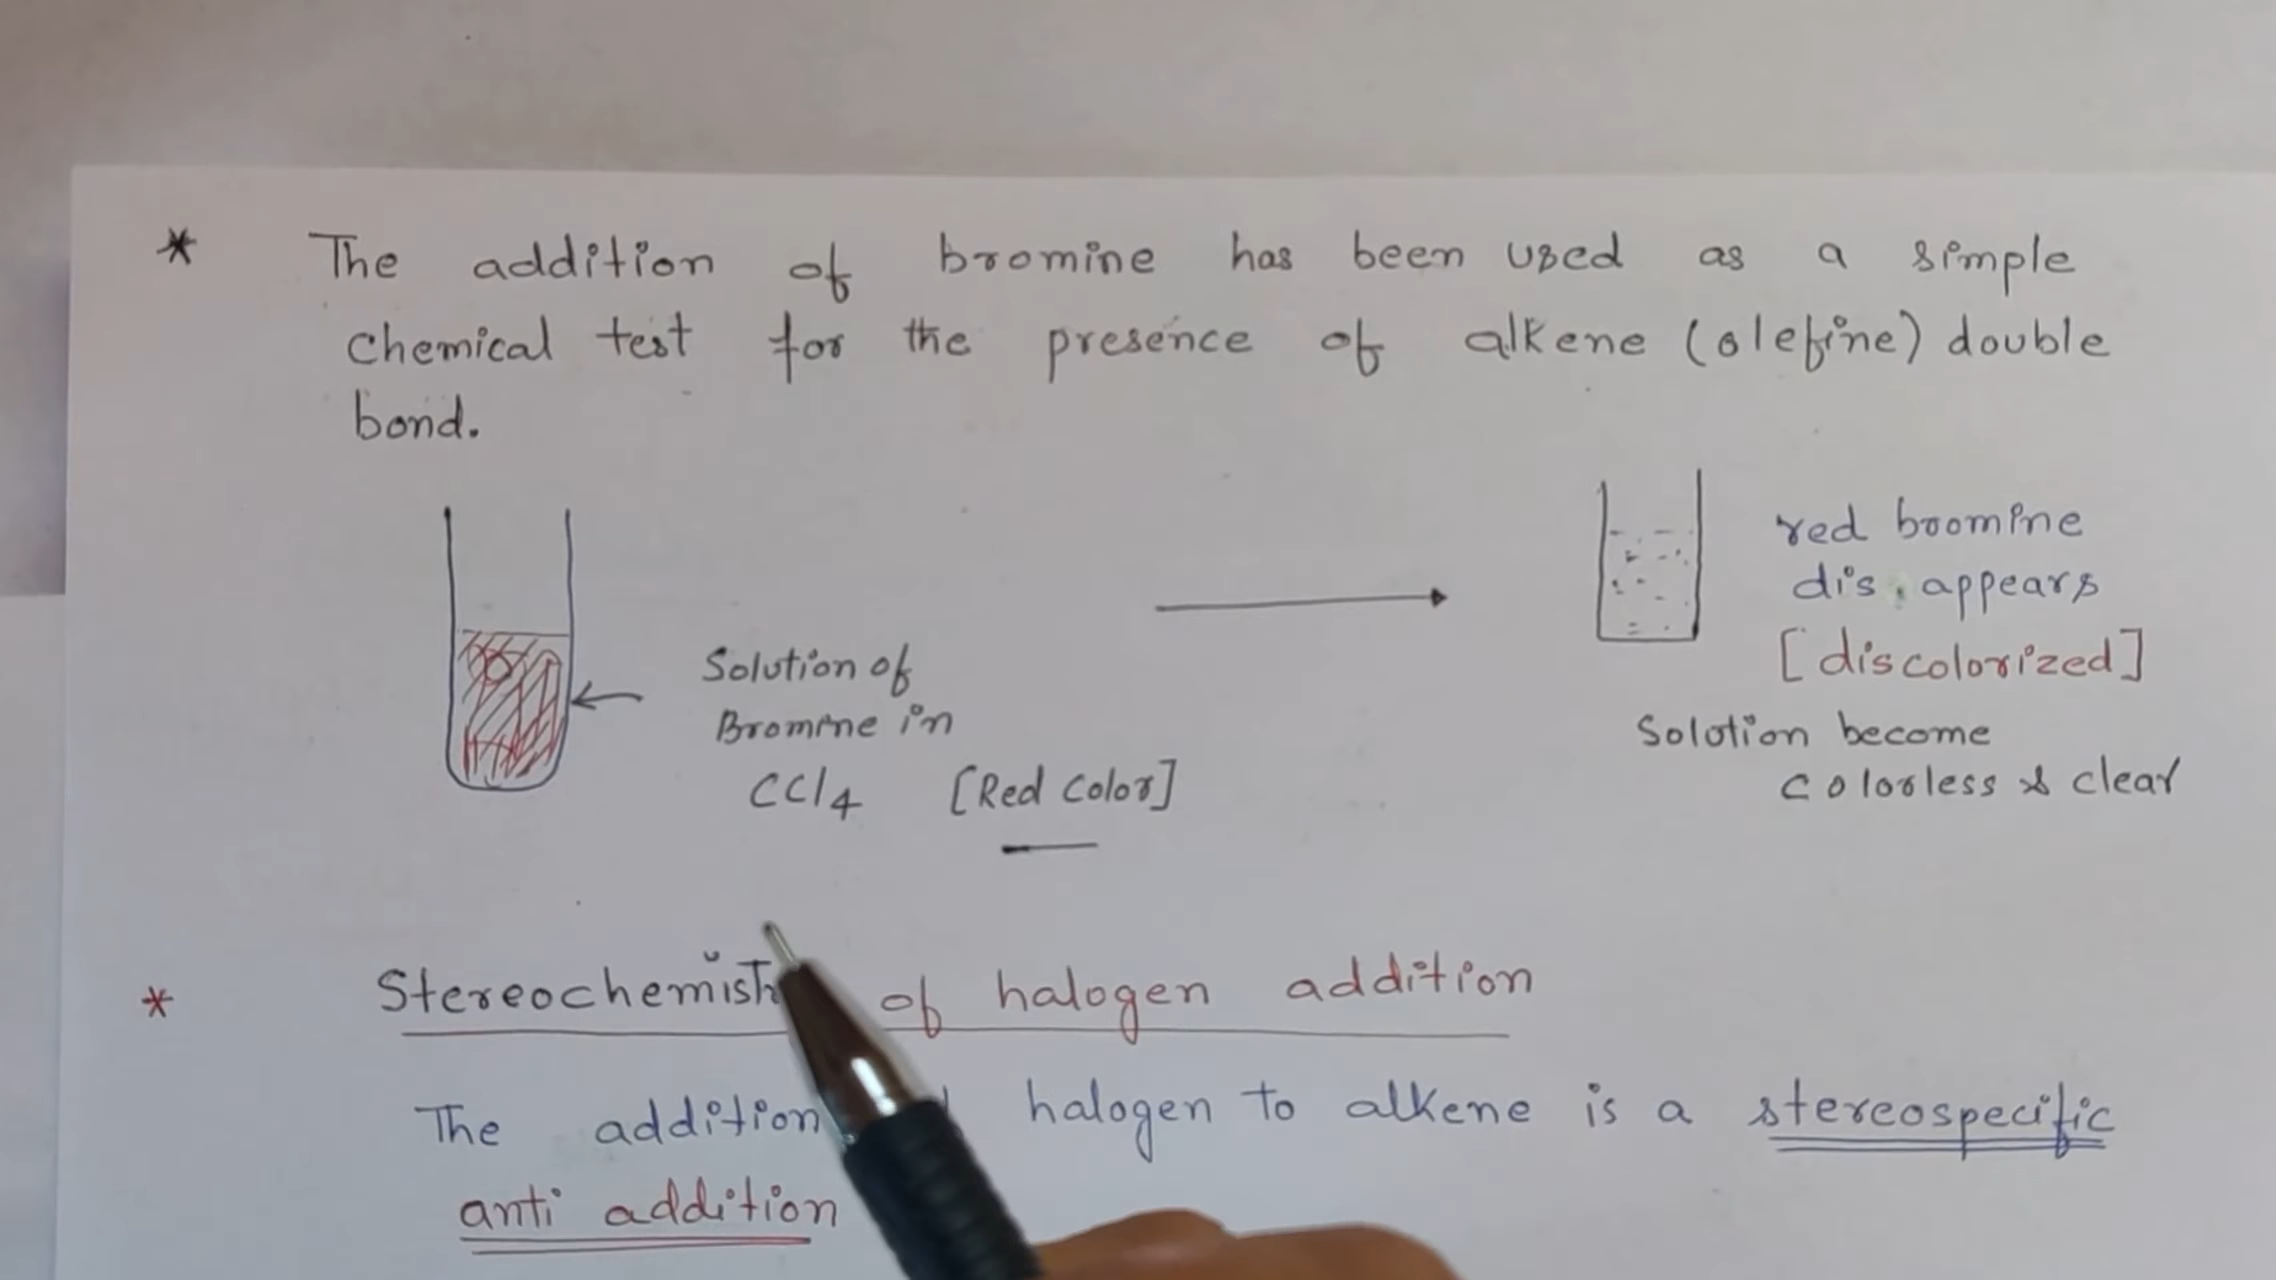 * The addition of bromine has been used as a simple
chemical test for the presence of alkene (olefine) double
bond.
Solution of
Bromine in
CCl4 [Red Color]
red bromine
dis appears
[discolorized]
Solution become
colorless & clear
* of halogen addition
The addition halogen to alkene is a stereospecific
anti addition